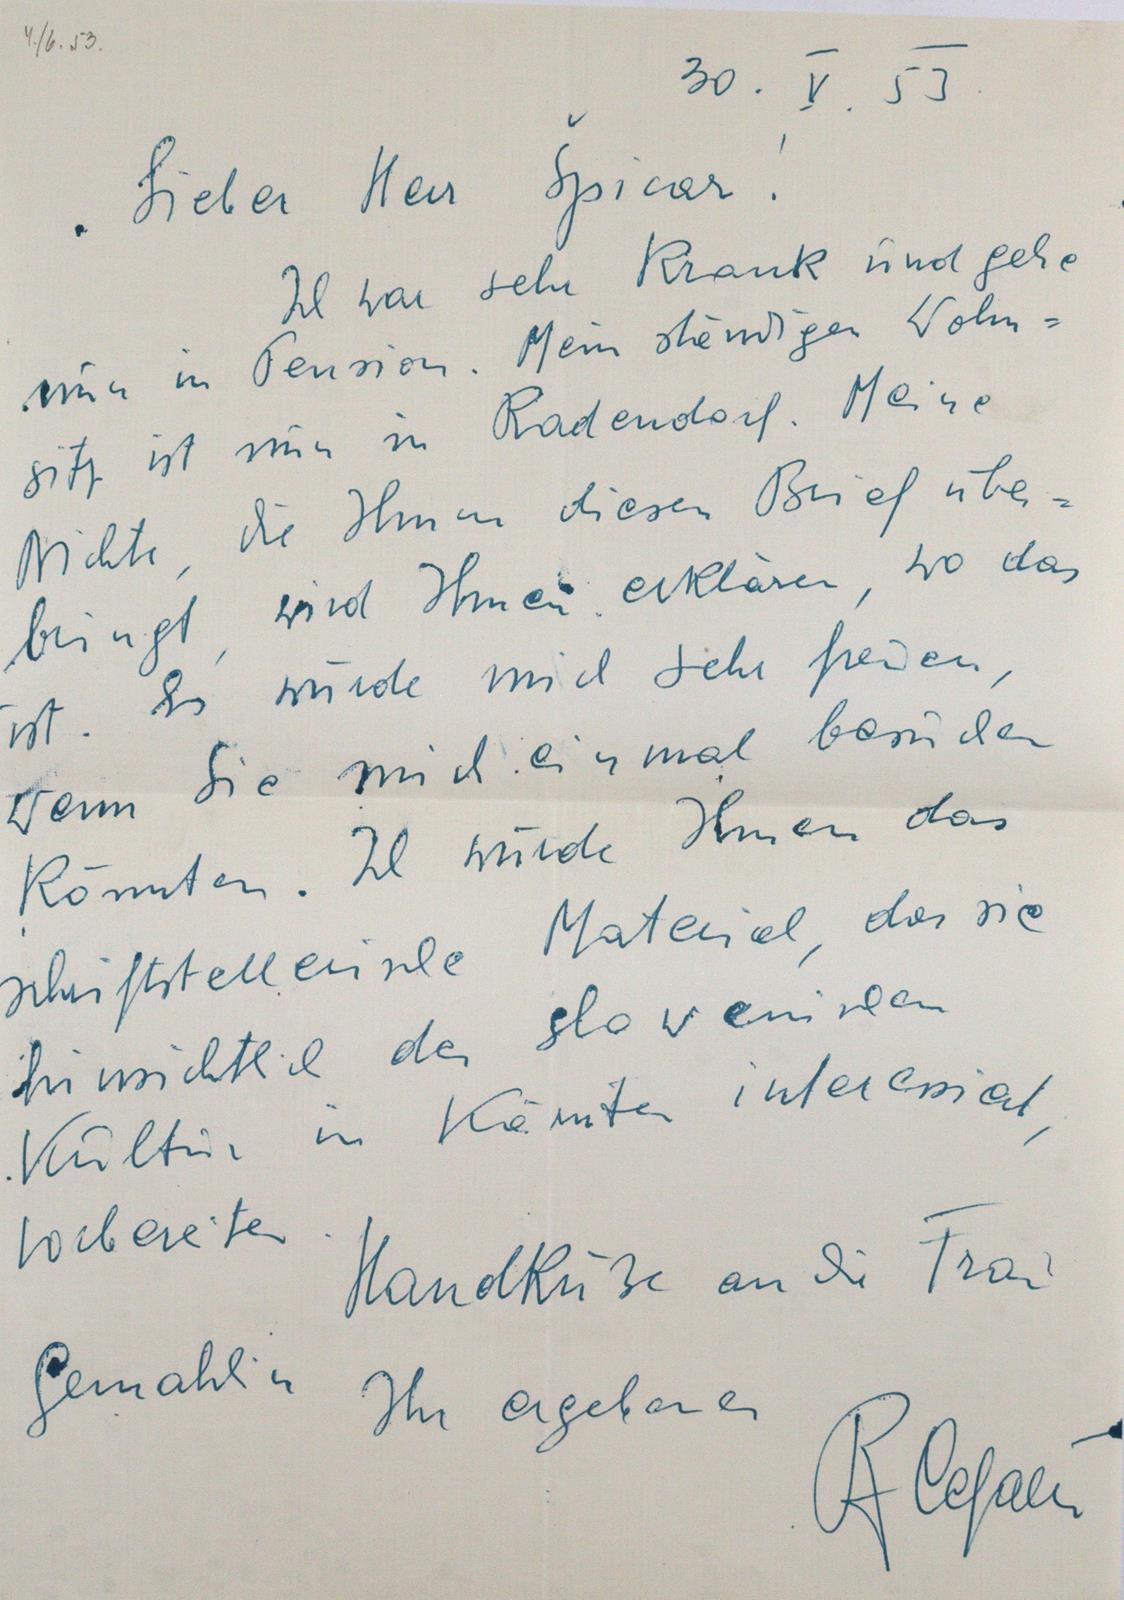 4./6. 53.
30. V. 53
Lieber Herr Špicar!
Ich war sehr Krank und gehe
nun in Pension. Mein ständiger Wohn=
sitz ist nun in Radendorf. Meine
Nichte, die Ihnen diesen Brief über=
bringt, wird Ihnen erklären, wo das
ist. Es würde mich sehr freuen,
wenn Sie mich einmal besuchen
Könnten. Ich würde Ihnen das
schriftstellerische Material, das sie
hinsichtlich der slowenischen
Kultur in Kärnten interessiert,
vorbereiten.
Handküße an die Frau
Gemahlin Ihr ergebener